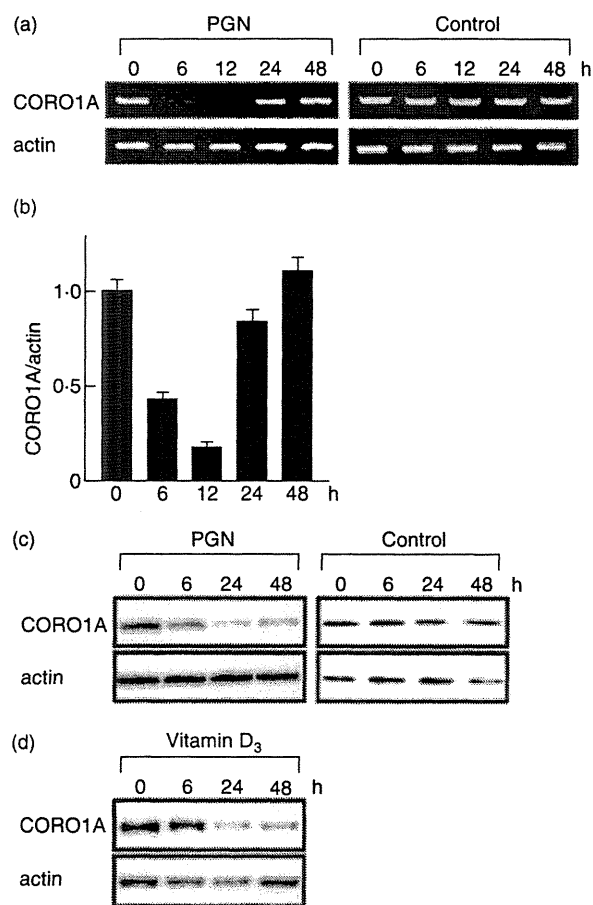 (a)
PGN Control
0 6 12 24 48 0 6 12 24 48 h
CORO1A
actin
(b)
CORO1A/actin
1·0
0·5
0
0 6 12 24 48 h
(c)
PGN Control
0 6 24 48 0 6 24 48 h
CORO1A
actin
(d)
Vitamin D₃
0 6 24 48 h
CORO1A
actin